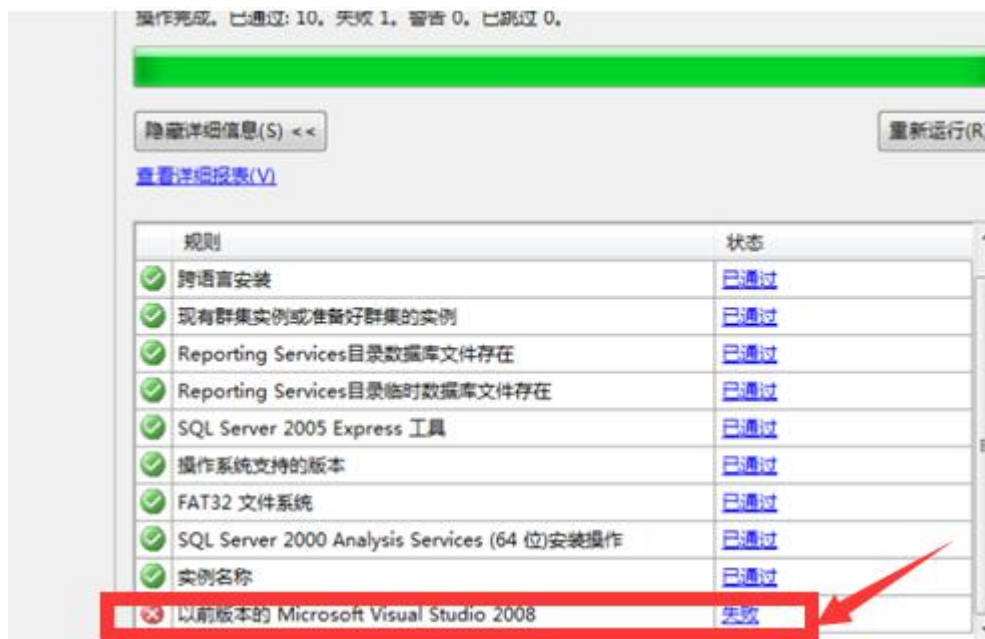 操作完成。已通过: 10。失败 1。警告 0。已跳过 0。
隐藏详细信息(S) <<
重新运行(R)
查看详细报表(V)
规则 状态
跨语言安装 已通过
现有群集实例或准备好群集的实例 已通过
Reporting Services目录数据库文件存在 已通过
Reporting Services目录临时数据库文件存在 已通过
SQL Server 2005 Express 工具 已通过
操作系统支持的版本 已通过
FAT32 文件系统 已通过
SQL Server 2000 Analysis Services (64 位)安装操作 已通过
实例名称 已通过
以前版本的 Microsoft Visual Studio 2008 失败